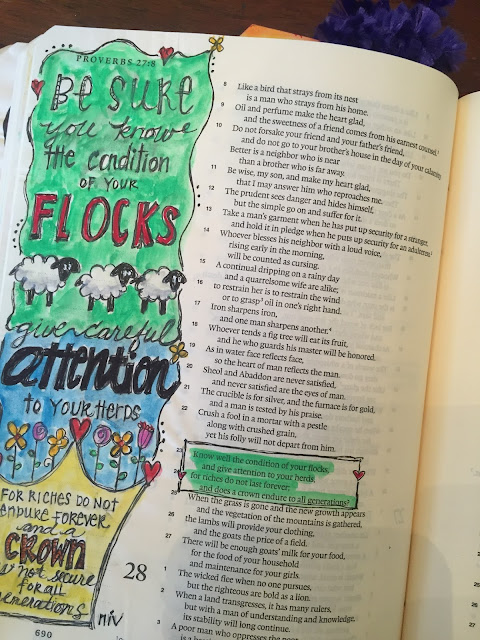 PROVERBS 27:8
BE SURE
you know
the condition
OF YOUR
FLOCKS
give careful
attention
to YOUR HERDS
FOR RICHES DO NOT
ENDURE FOREVER
and a
CROWN
not secure
for all
generations
niv
690
8 Like a bird that strays from its nest
is a man who strays from his home.
9 Oil and perfume make the heart glad,
and the sweetness of a friend comes from his earnest counsel.
10 Do not forsake your friend and your father's friend,
and do not go to your brother's house in the day of your calamity.
Better is a neighbor who is near
than a brother who is far away.
11 Be wise, my son, and make my heart glad,
that I may answer him who reproaches me.
12 The prudent sees danger and hides himself,
but the simple go on and suffer for it.
13 Take a man's garment when he has put up security for a stranger,
and hold it in pledge when he puts up security for an adulteress.
14 Whoever blesses his neighbor with a loud voice,
rising early in the morning,
will be counted as cursing.
15 A continual dripping on a rainy day
and a quarrelsome wife are alike;
16 to restrain her is to restrain the wind
or to grasp³ oil in one's right hand.
17 Iron sharpens iron,
and one man sharpens another.⁴
18 Whoever tends a fig tree will eat its fruit,
and he who guards his master will be honored.
19 As in water face reflects face,
so the heart of man reflects the man.
20 Sheol and Abaddon are never satisfied,
and never satisfied are the eyes of man.
21 The crucible is for silver, and the furnace is for gold,
and a man is tested by his praise.
22 Crush a fool in a mortar with a pestle
along with crushed grain,
yet his folly will not depart from him.
23 Know well the condition of your flocks,
and give attention to your herds,
24 for riches do not last forever;
and does a crown endure to all generations?
25 When the grass is gone and the new growth appears
and the vegetation of the mountains is gathered,
26 the lambs will provide your clothing,
and the goats the price of a field.
27 There will be enough goats' milk for your food,
for the food of your household
and maintenance for your girls.
28
1 The wicked flee when no one pursues,
but the righteous are bold as a lion.
2 When a land transgresses, it has many rulers,
but with a man of understanding and knowledge,
its stability will long continue.
3 A poor man who oppresses the poor